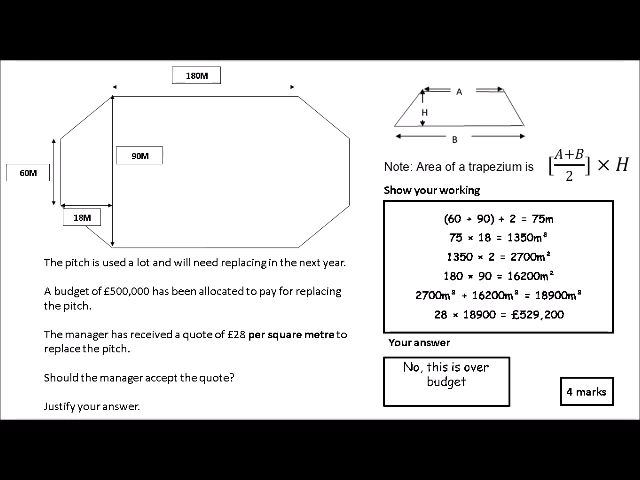 180M
A
H
B
90M
60M
18M
Note: Area of a trapezium is [A+B/2] × H
Show your working
(60 + 90) ÷ 2 = 75m
75 × 18 = 1350m²
1350 × 2 = 2700m²
180 × 90 = 16200m²
2700m² + 16200m² = 18900m²
28 × 18900 = £529,200
The pitch is used a lot and will need replacing in the next year.
A budget of £500,000 has been allocated to pay for replacing
the pitch.
The manager has received a quote of £28 per square metre to
replace the pitch.
Should the manager accept the quote?
Justify your answer.
Your answer
No, this is over
budget
4 marks